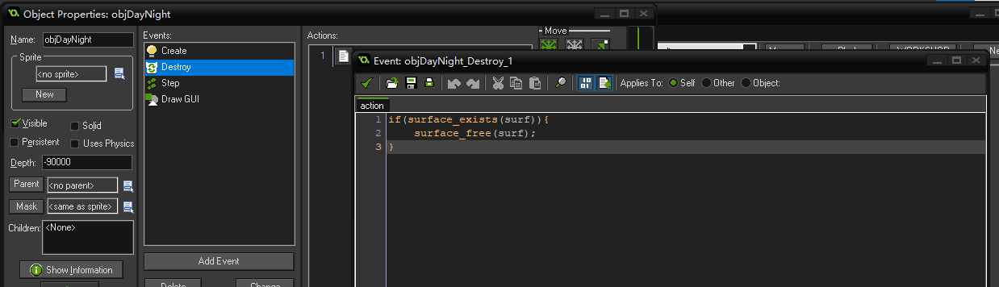 Object Properties: objDayNight
Name: objDayNight
Sprite
<no sprite>
New
Visible
Solid
Persistent
Uses Physics
Depth: -90000
Parent <no parent>
Mask <same as sprite>
Children: <None>
Show Information
Events:
Create
Destroy
Step
Draw GUI
Add Event
Delete
Change
Actions:
1
Move
Event: objDayNight_Destroy_1
Applies To: Self Other Object:
action
1 if(surface_exists(surf)){
2 surface_free(surf);
3 }